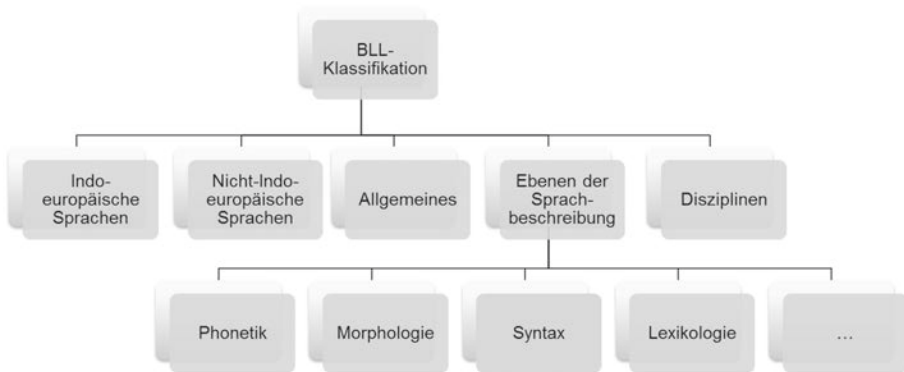 BLL-
Klassifikation
Indo-
europäische
Sprachen
Nicht-Indo-
europäische
Sprachen
Allgemeines
Ebenen der
Sprach-
beschreibung
Disziplinen
Phonetik
Morphologie
Syntax
Lexikologie
...